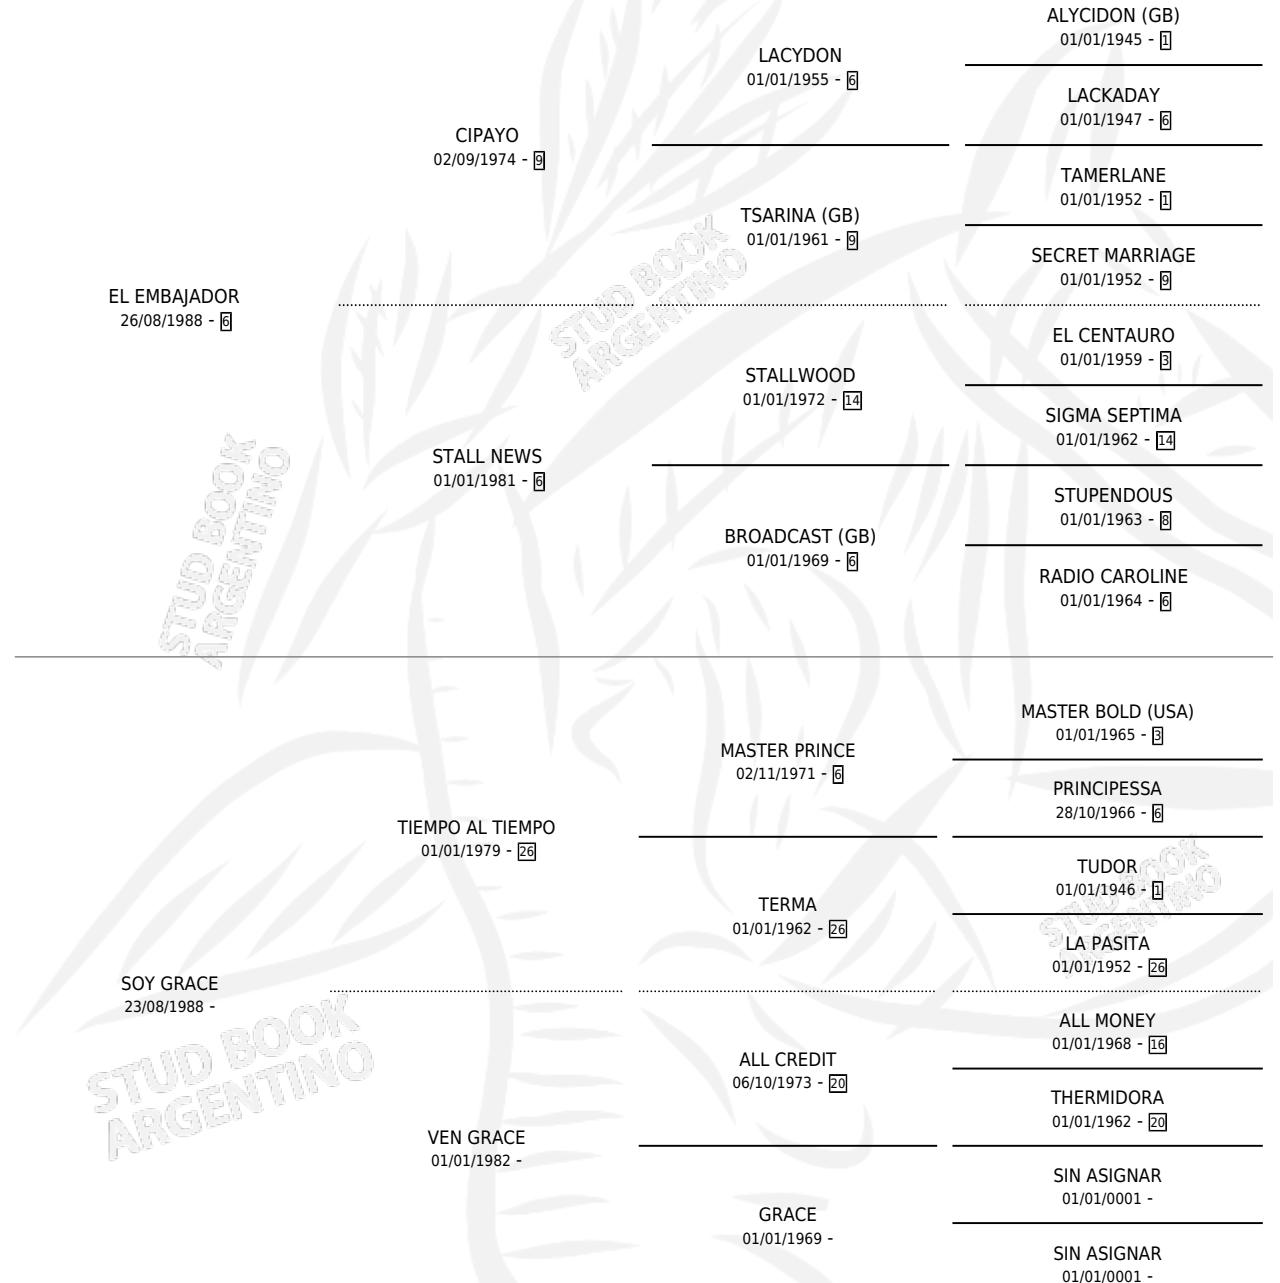 ALYCIDON (GB)
01/01/1945 - 1
LACYDON
01/01/1955 - 6
LACKADAY
01/01/1947 - 6
CIPAYO
02/09/1974 - 9
TAMERLANE
01/01/1952 - 1
TSARINA (GB)
01/01/1961 - 9
SECRET MARRIAGE
01/01/1952 - 9
EL EMBAJADOR
26/08/1988 - 6
EL CENTAURO
01/01/1959 - 3
STALLWOOD
01/01/1972 - 14
SIGMA SEPTIMA
01/01/1962 - 14
STALL NEWS
01/01/1981 - 6
STUPENDOUS
01/01/1963 - 8
BROADCAST (GB)
01/01/1969 - 6
RADIO CAROLINE
01/01/1964 - 6
MASTER BOLD (USA)
01/01/1965 - 3
MASTER PRINCE
02/11/1971 - 6
PRINCIPESSA
28/10/1966 - 6
TIEMPO AL TIEMPO
01/01/1979 - 26
TUDOR
01/01/1946 - 1
TERMA
01/01/1962 - 26
LA PASITA
01/01/1952 - 26
SOY GRACE
23/08/1988 -
ALL MONEY
01/01/1968 - 16
ALL CREDIT
06/10/1973 - 20
THERMIDORA
01/01/1962 - 20
VEN GRACE
01/01/1982 -
SIN ASIGNAR
01/01/0001 -
GRACE
01/01/1969 -
SIN ASIGNAR
01/01/0001 -
STUD BOOK
ARGENTINO
STUD BOOK
ARGENTINO
STUD BOOK
ARGENTINO
STUD BOOK
ARGENTINO